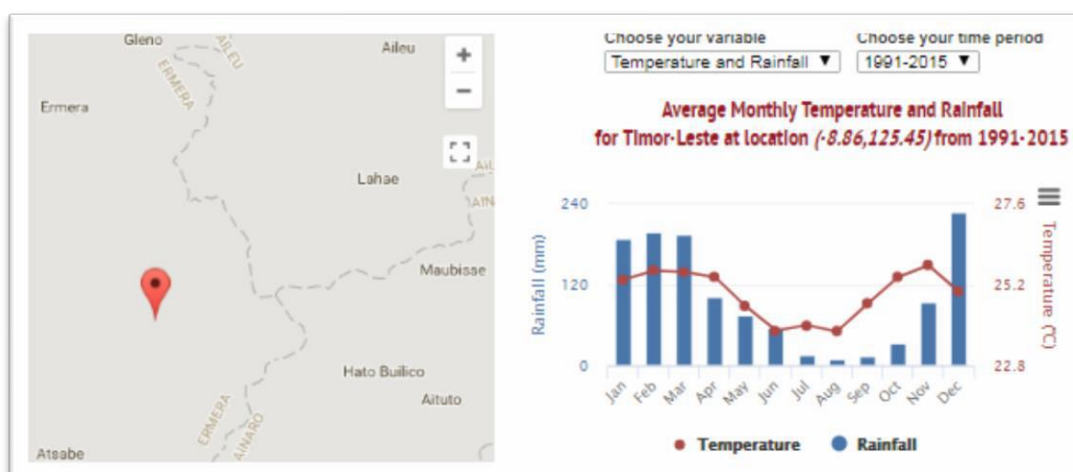 Gleno
Aileu
AILEU
ERMERA
Ermera
+
−
Lahae
AIL
AIN
Maubisse
Hato Builico
Aituto
ERMERA
AINARO
Atsabe
Choose your variable
Choose your time period
Temperature and Rainfall ▼
1991-2015 ▼
Average Monthly Temperature and Rainfall
for Timor-Leste at location (-8.86,125.45) from 1991-2015
240
120
0
Rainfall (mm)
27.6
25.2
22.8
Temperature (°C)
Jan Feb Mar Apr May Jun Jul Aug Sep Oct Nov Dec
Temperature
Rainfall